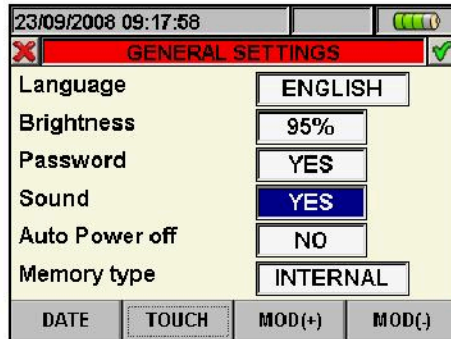 23/09/2008 09:17:58
GENERAL SETTINGS
Language ENGLISH
Brightness 95%
Password YES
Sound YES
Auto Power off NO
Memory type INTERNAL
DATE TOUCH MOD(+) MOD(-)